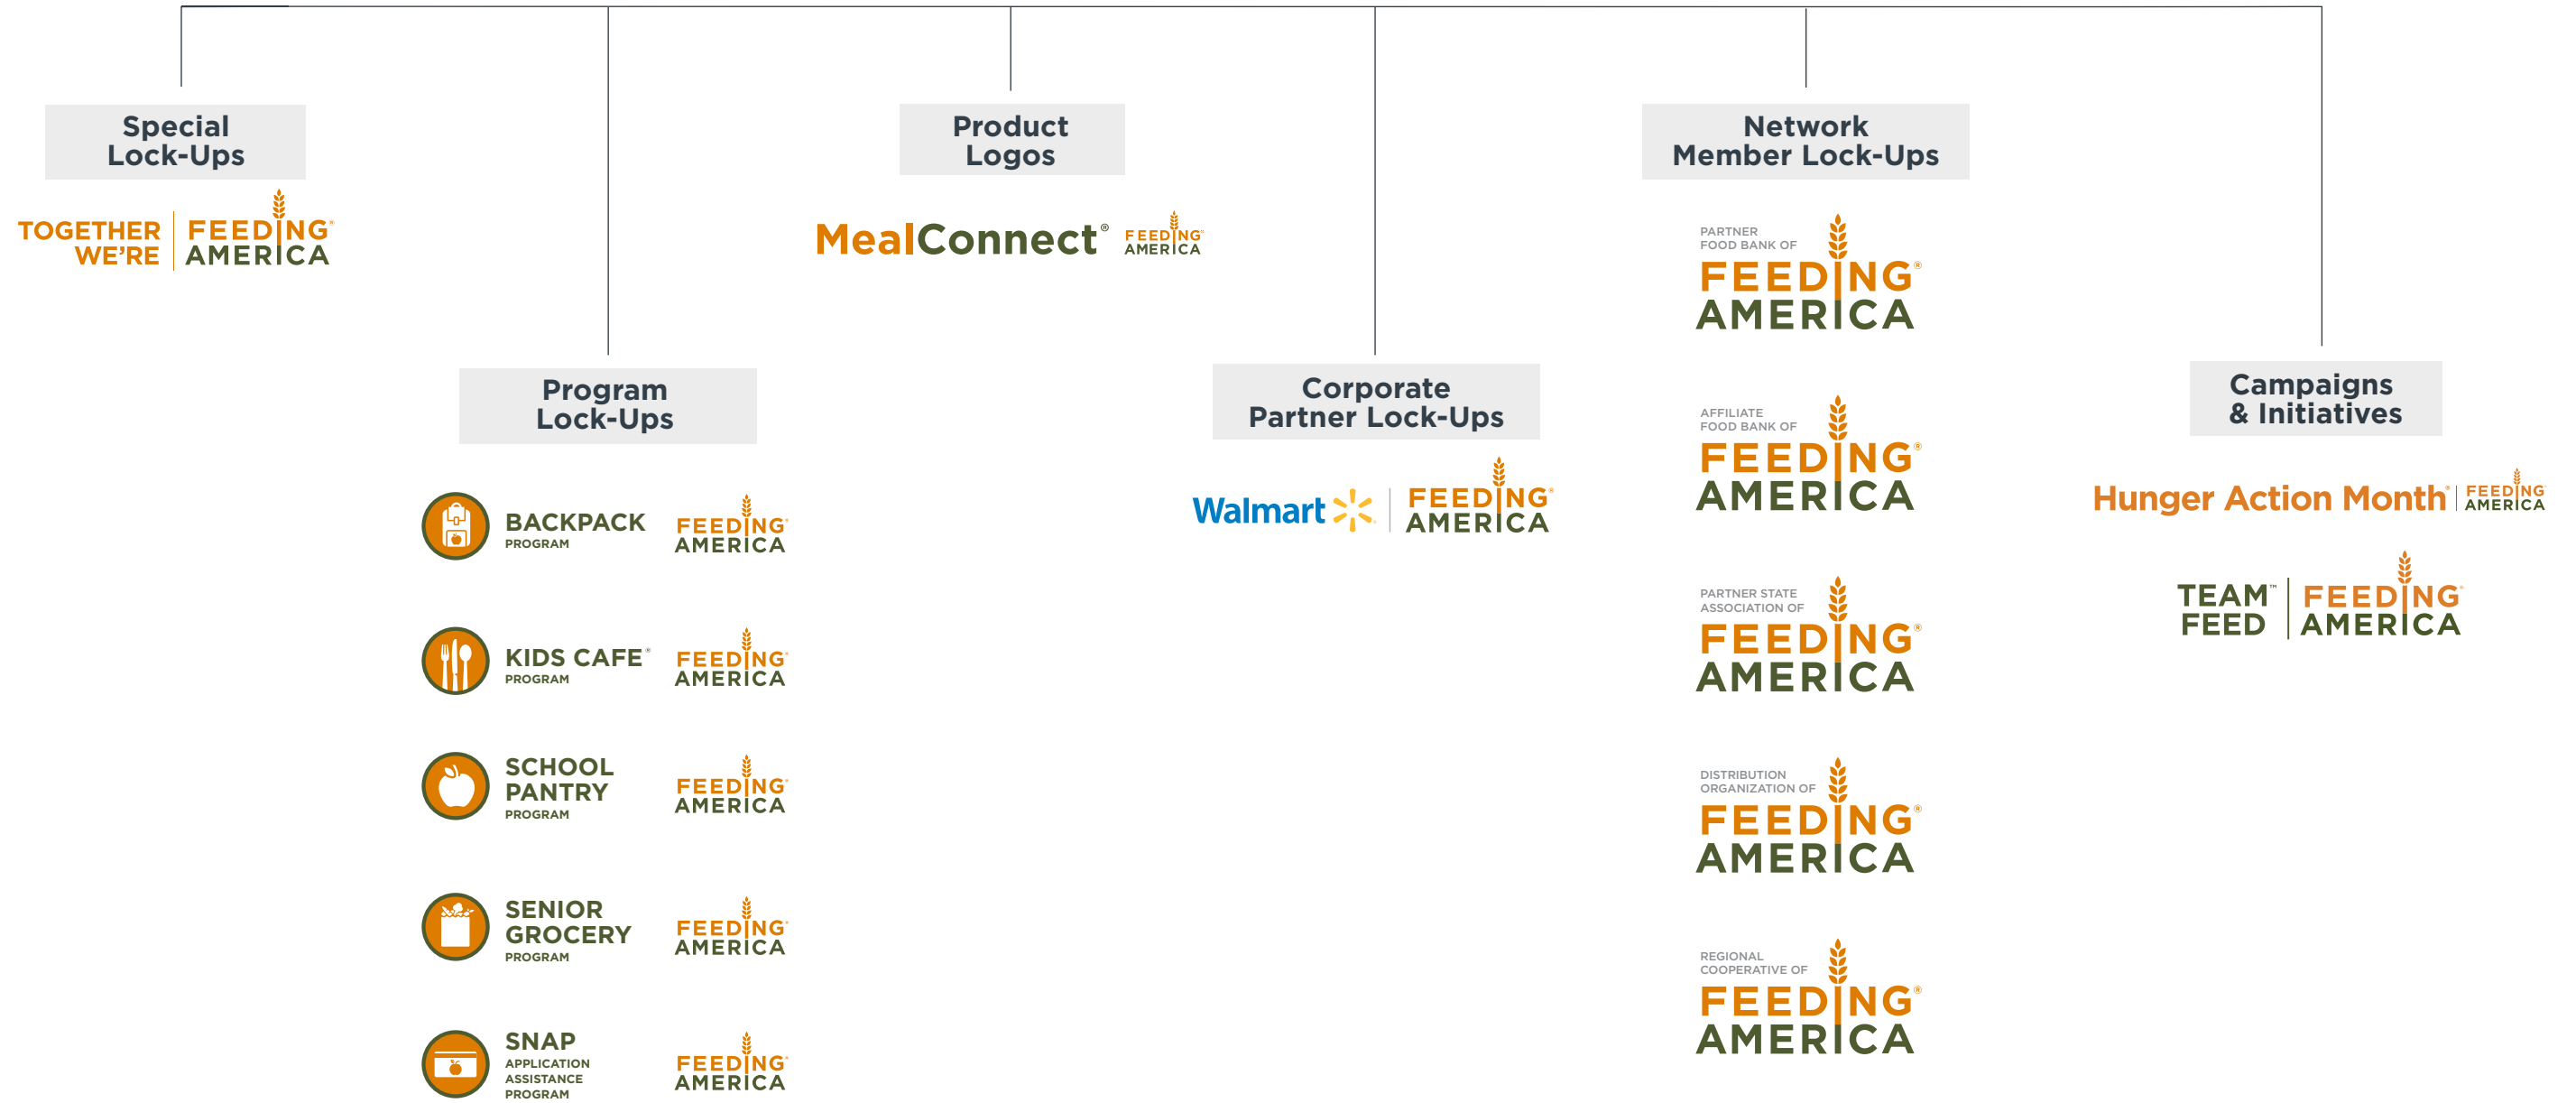 Special
Lock-Ups
TOGETHER
WE'RE
FEEDING®
AMERICA
Program
Lock-Ups
BACKPACK
PROGRAM
FEEDING®
AMERICA
KIDS CAFE®
PROGRAM
FEEDING®
AMERICA
SCHOOL
PANTRY
PROGRAM
FEEDING®
AMERICA
SENIOR
GROCERY
PROGRAM
FEEDING®
AMERICA
SNAP
APPLICATION
ASSISTANCE
PROGRAM
FEEDING®
AMERICA
Product
Logos
MealConnect®
FEEDING®
AMERICA
Corporate
Partner Lock-Ups
Walmart
FEEDING®
AMERICA
Network
Member Lock-Ups
PARTNER
FOOD BANK OF
FEEDING®
AMERICA
AFFILIATE
FOOD BANK OF
FEEDING®
AMERICA
PARTNER STATE
ASSOCIATION OF
FEEDING®
AMERICA
DISTRIBUTION
ORGANIZATION OF
FEEDING®
AMERICA
REGIONAL
COOPERATIVE OF
FEEDING®
AMERICA
Campaigns
& Initiatives
Hunger Action Month®
FEEDING®
AMERICA
TEAM™
FEED
FEEDING®
AMERICA